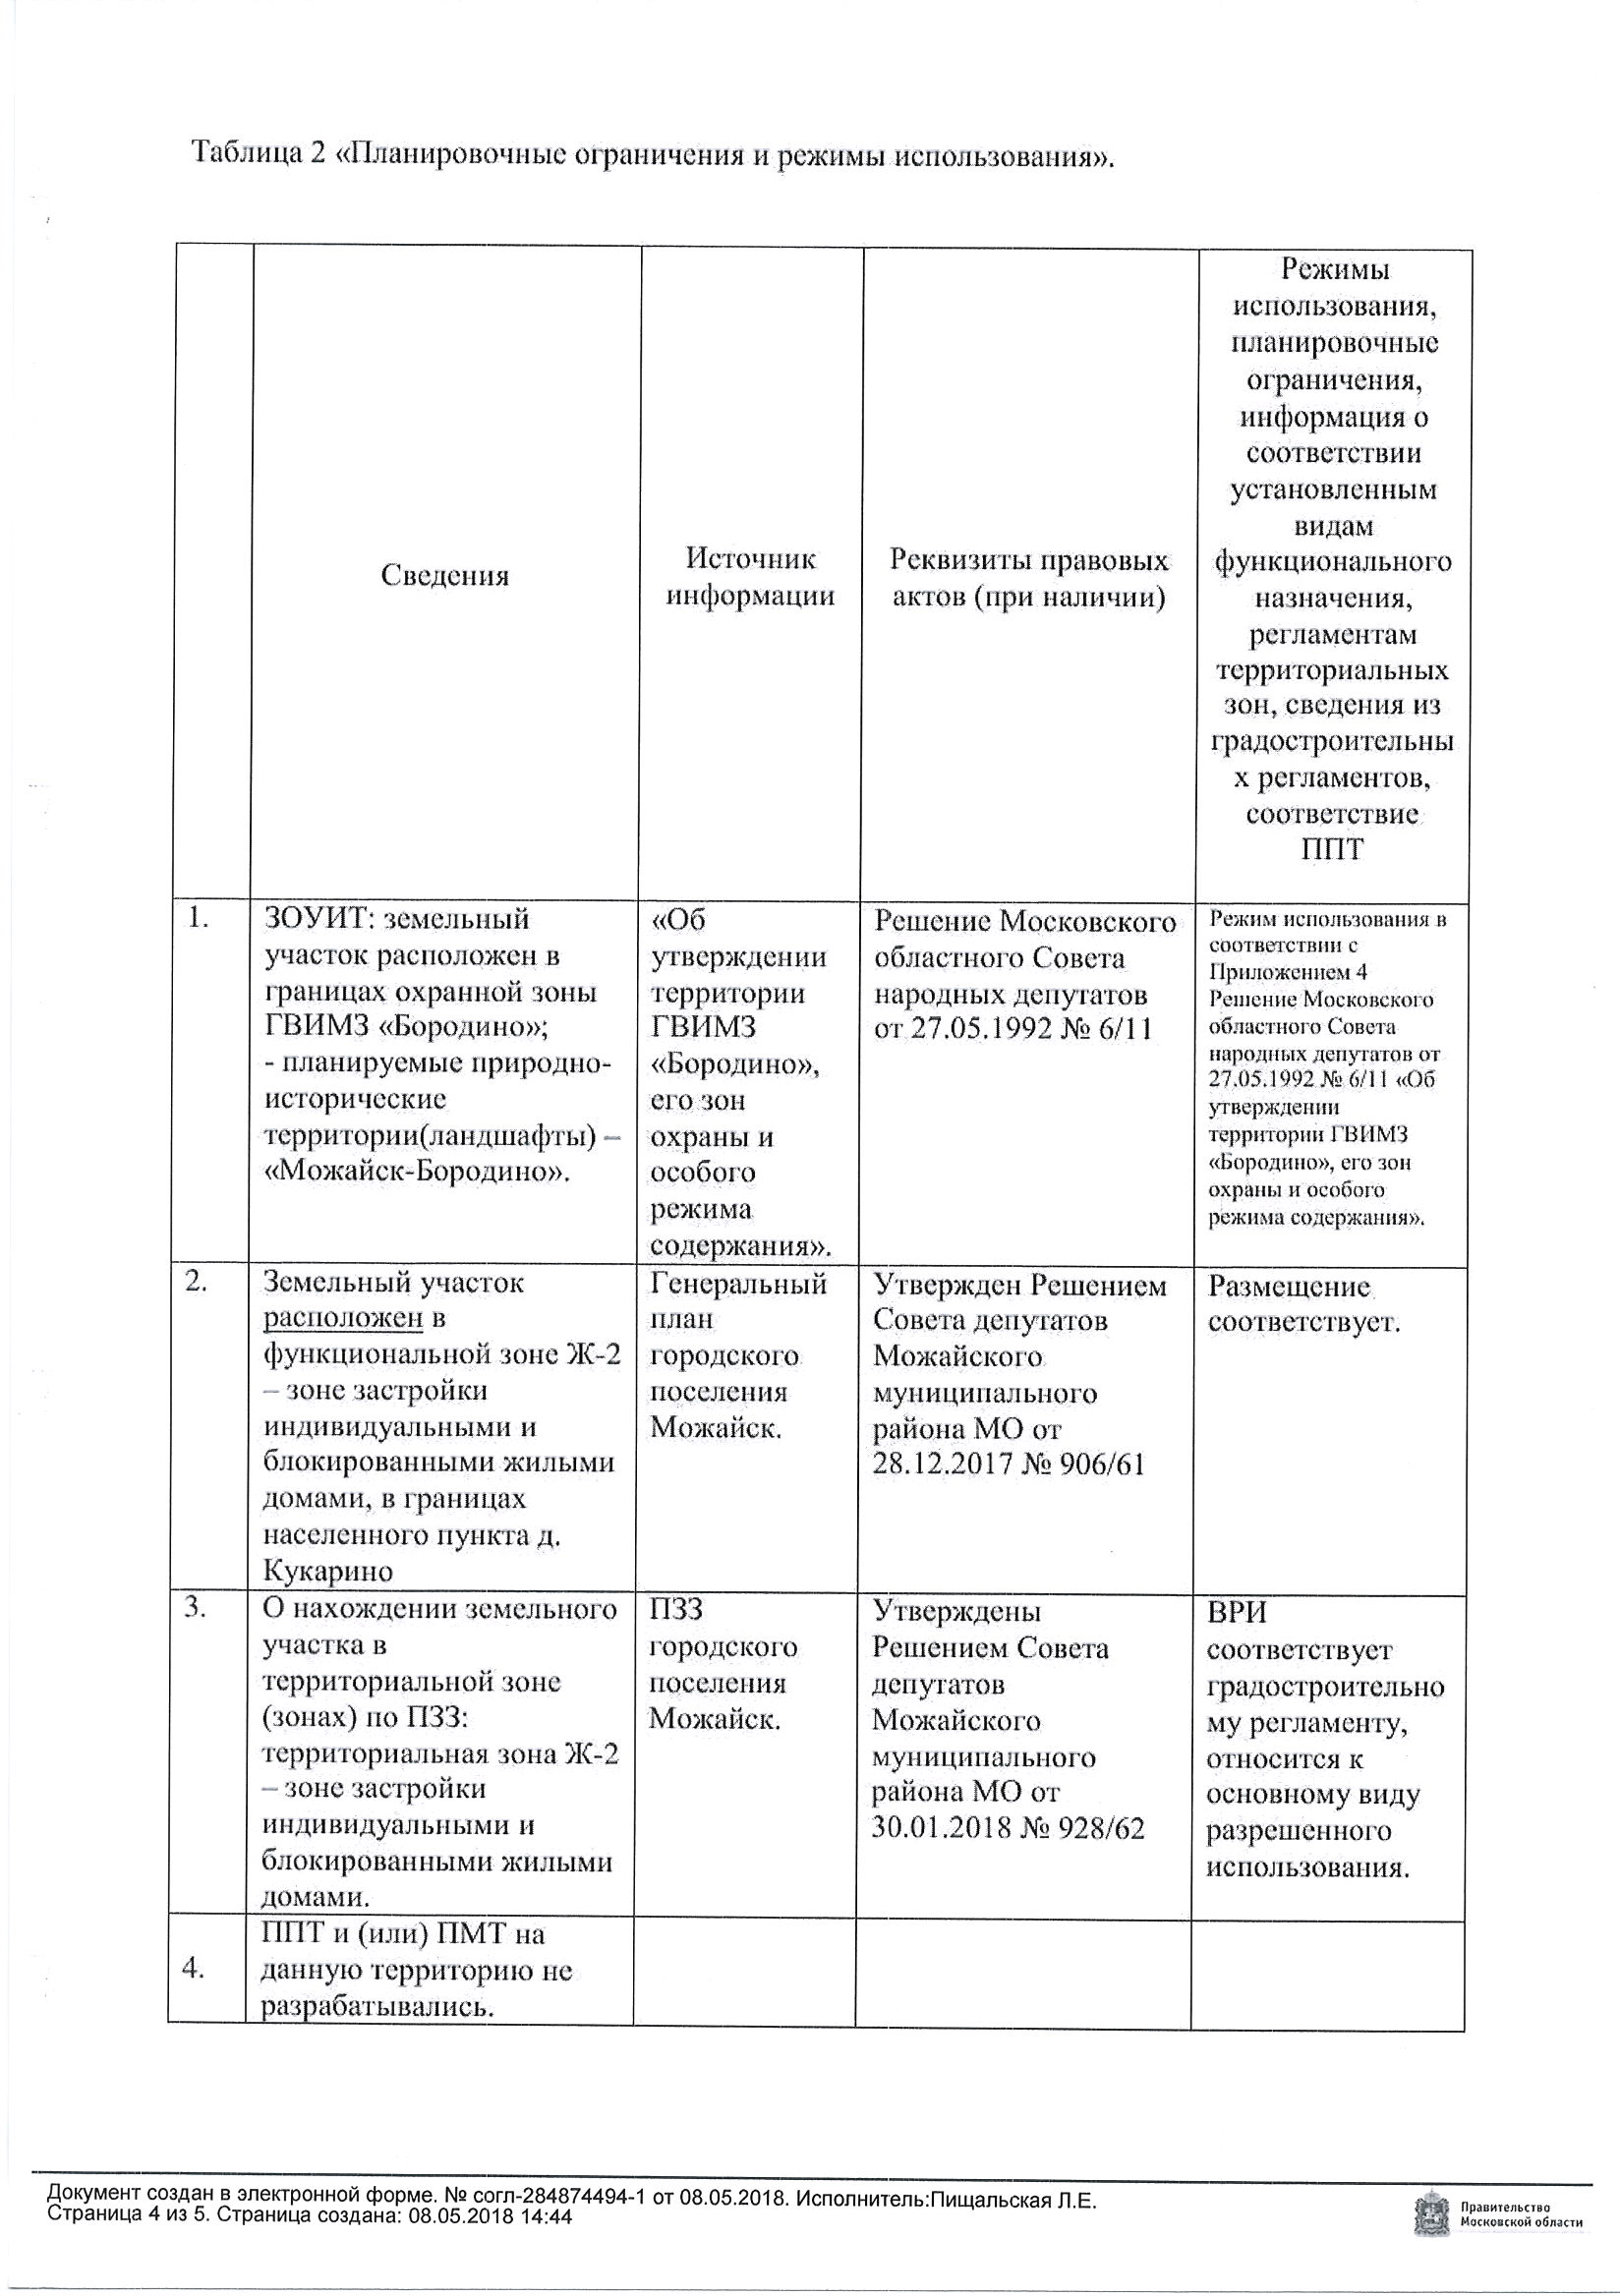 Таблица 2 «Планировочные ограничения и режимы использования».
Сведения
Источник
информации
Реквизиты правовых
актов (при наличии)
Режимы
использования,
планировочные
ограничения,
информация о
соответствии
установленным
видам
функционального
назначения,
регламентам
территориальных
зон, сведения из
градостроительны
х регламентов,
соответствие
ППТ
1.
ЗОУИТ: земельный
участок расположен в
границах охранной зоны
ГВИМЗ «Бородино»;
- планируемые природно-
исторические
территории(ландшафты) –
«Можайск-Бородино».
«Об
утверждении
территории
ГВИМЗ
«Бородино»,
его зон
охраны и
особого
режима
содержания».
Решение Московского
областного Совета
народных депутатов
от 27.05.1992 № 6/11
Режим использования в
соответствии с
Приложением 4
Решение Московского
областного Совета
народных депутатов от
27.05.1992 № 6/11 «Об
утверждении
территории ГВИМЗ
«Бородино», его зон
охраны и особого
режима содержания».
2.
Земельный участок
расположен в
функциональной зоне Ж-2
– зоне застройки
индивидуальными и
блокированными жилыми
домами, в границах
населенного пункта д.
Кукарино
Генеральный
план
городского
поселения
Можайск.
Утвержден Решением
Совета депутатов
Можайского
муниципального
района МО от
28.12.2017 № 906/61
Размещение
соответствует.
3.
О нахождении земельного
участка в
территориальной зоне
(зонах) по ПЗЗ:
территориальная зона Ж-2
– зоне застройки
индивидуальными и
блокированными жилыми
домами.
ПЗЗ
городского
поселения
Можайск.
Утверждены
Решением Совета
депутатов
Можайского
муниципального
района МО от
30.01.2018 № 928/62
ВРИ
соответствует
градостроительно
му регламенту,
относится к
основному виду
разрешенного
использования.
4.
ППТ и (или) ПМТ на
данную территорию не
разрабатывались.
Документ создан в электронной форме. № согл-284874494-1 от 08.05.2018. Исполнитель:Пищальская Л.Е.
Страница 4 из 5. Страница создана: 08.05.2018 14:44
Правительство
Московской области